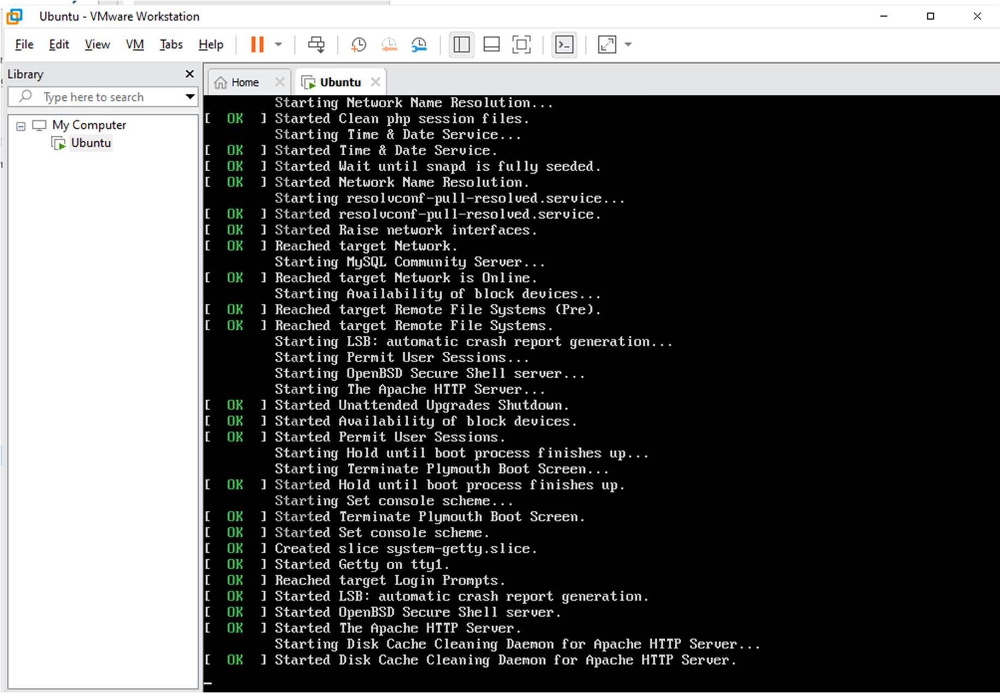 Ubuntu - VMware Workstation
File Edit View VM Tabs Help
Library
Home
Ubuntu
Type here to search
My Computer
Ubuntu
Starting Network Name Resolution...
[ OK ] Started Clean php session files.
Starting Time & Date Service...
[ OK ] Started Time & Date Service.
[ OK ] Started Wait until snapd is fully seeded.
[ OK ] Started Network Name Resolution.
Starting resolvconf-pull-resolved.service...
[ OK ] Started resolvconf-pull-resolved.service.
[ OK ] Started Raise network interfaces.
[ OK ] Reached target Network.
Starting MySQL Community Server...
[ OK ] Reached target Network is Online.
Starting Availability of block devices...
[ OK ] Reached target Remote File Systems (Pre).
[ OK ] Reached target Remote File Systems.
Starting LSB: automatic crash report generation...
Starting Permit User Sessions...
Starting OpenBSD Secure Shell server...
Starting The Apache HTTP Server...
[ OK ] Started Unattended Upgrades Shutdown.
[ OK ] Started Availability of block devices.
[ OK ] Started Permit User Sessions.
Starting Hold until boot process finishes up...
Starting Terminate Plymouth Boot Screen...
[ OK ] Started Hold until boot process finishes up.
Starting Set console scheme...
[ OK ] Started Terminate Plymouth Boot Screen.
[ OK ] Started Set console scheme.
[ OK ] Created slice system-getty.slice.
[ OK ] Started Getty on tty1.
[ OK ] Reached target Login Prompts.
[ OK ] Started LSB: automatic crash report generation.
[ OK ] Started OpenBSD Secure Shell server.
[ OK ] Started The Apache HTTP Server.
Starting Disk Cache Cleaning Daemon for Apache HTTP Server...
[ OK ] Started Disk Cache Cleaning Daemon for Apache HTTP Server.